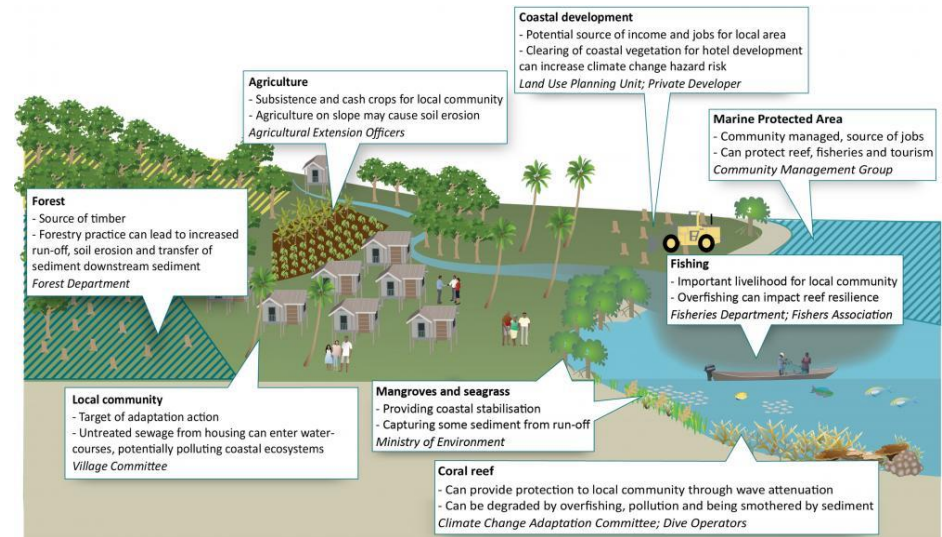 Coastal development
- Potential source of income and jobs for local area
- Clearing of coastal vegetation for hotel development
can increase climate change hazard risk
Land Use Planning Unit; Private Developer
Agriculture
- Subsistence and cash crops for local community
- Agriculture on slope may cause soil erosion
Agricultural Extension Officers
Marine Protected Area
- Community managed, source of jobs
- Can protect reef, fisheries and tourism
Community Management Group
Forest
- Source of timber
- Forestry practice can lead to increased
run-off, soil erosion and transfer of
sediment downstream sediment
Forest Department
Fishing
- Important livelihood for local community
- Overfishing can impact reef resilience
Fisheries Department; Fishers Association
Local community
- Target of adaptation action
- Untreated sewage from housing can enter water-
courses, potentially polluting coastal ecosystems
Village Committee
Mangroves and seagrass
- Providing coastal stabilisation
- Capturing some sediment from run-off
Ministry of Environment
Coral reef
- Can provide protection to local community through wave attenuation
- Can be degraded by overfishing, pollution and being smothered by sediment
Climate Change Adaptation Committee; Dive Operators